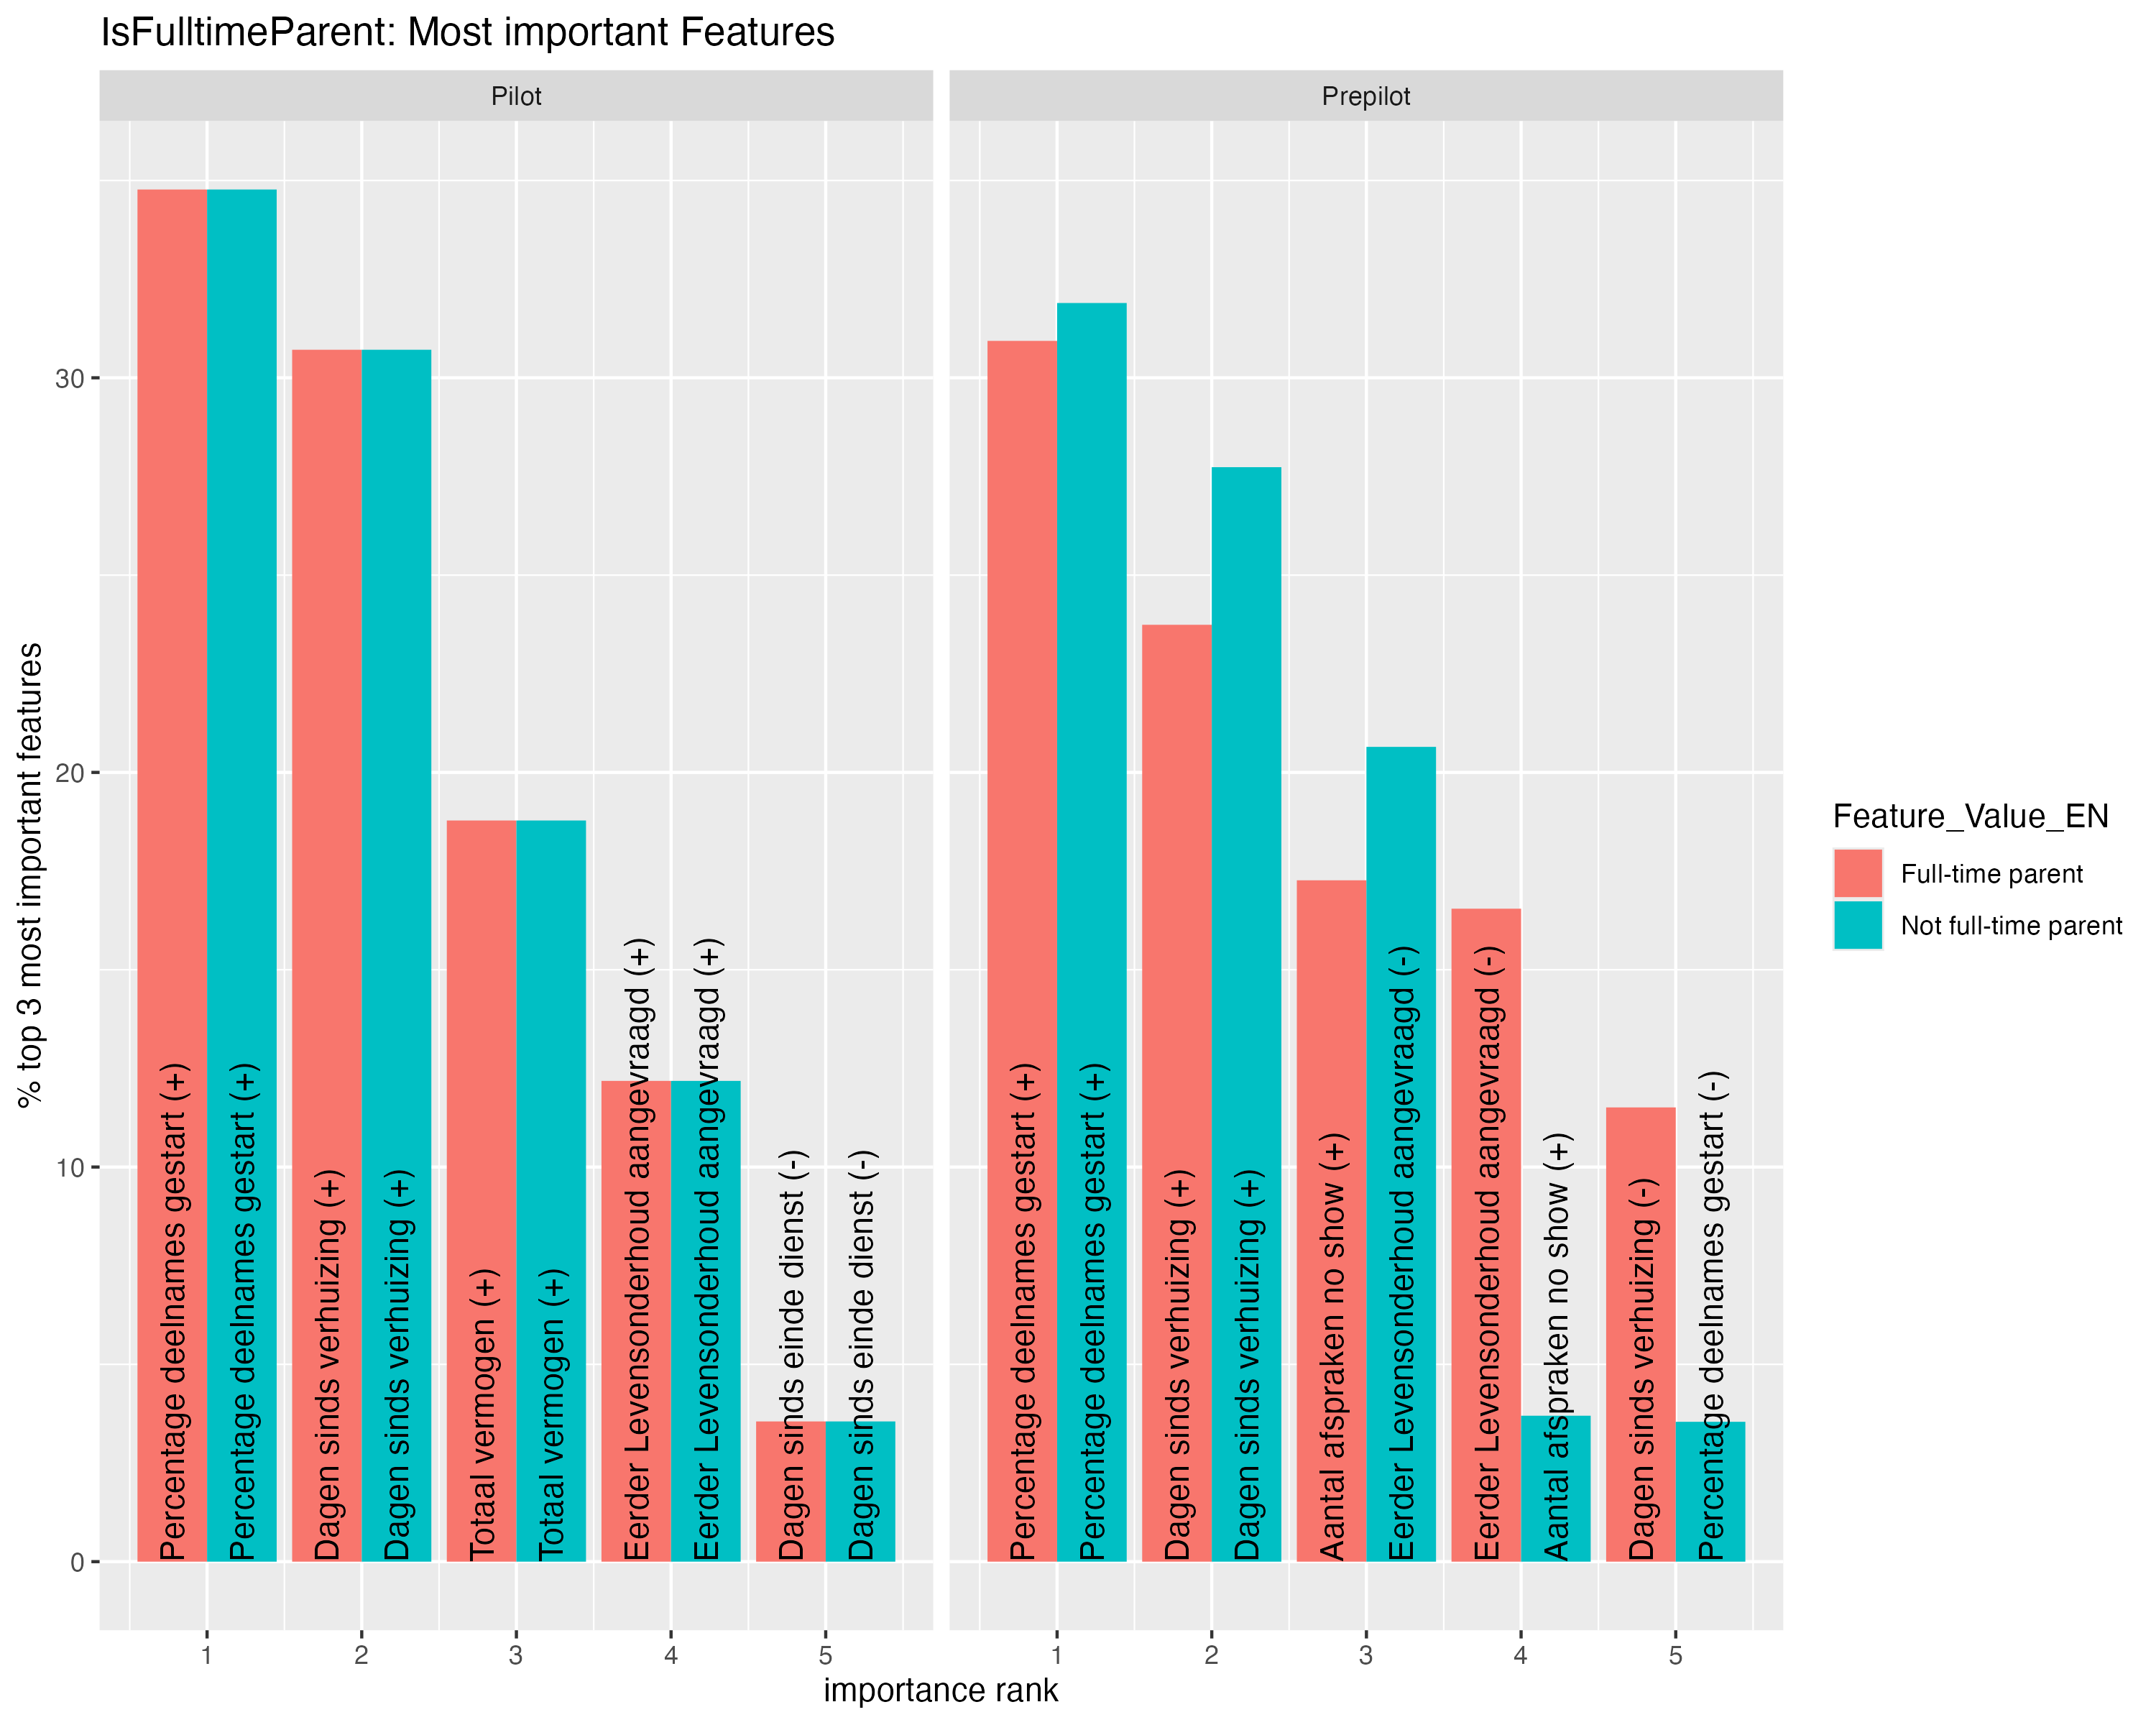 IsFulltimeParent: Most important Features
Pilot
Prepilot
% top 3 most important features
30
20
10
0
Percentage deelnames gestart (+)
Percentage deelnames gestart (+)
Dagen sinds verhuizing (+)
Dagen sinds verhuizing (+)
Totaal vermogen (+)
Totaal vermogen (+)
Eerder Levensonderhoud aangevraagd (+)
Eerder Levensonderhoud aangevraagd (+)
Dagen sinds einde dienst (-)
Dagen sinds einde dienst (-)
Percentage deelnames gestart (+)
Percentage deelnames gestart (+)
Dagen sinds verhuizing (+)
Dagen sinds verhuizing (+)
Aantal afspraken no show (+)
Eerder Levensonderhoud aangevraagd (-)
Eerder Levensonderhoud aangevraagd (-)
Aantal afspraken no show (+)
Dagen sinds verhuizing (-)
Percentage deelnames gestart (-)
1 2 3 4 5
1 2 3 4 5
importance rank
Feature_Value_EN
Full-time parent
Not full-time parent